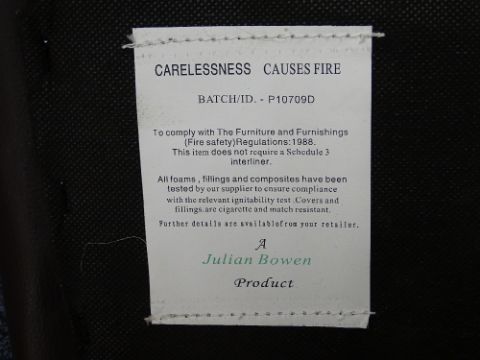 CARELESSNESS CAUSES FIRE
BATCH/ID. - P10709D
To comply with The Furniture and Furnishings
(Fire safety)Regulations:1988.
This item does not require a Schedule 3
interliner.
All foams , fillings and composites have been
tested by our supplier to ensure compliance
with the relevant ignitability test .Covers and
fillings.are cigarette and match resistant.
Further details are availablefrom your retailer.
A
Julian Bowen
Product